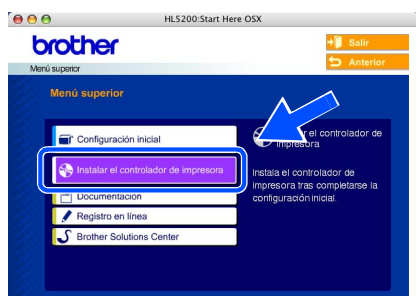 HL5200:Start Here OSX
brother
Salir
Anterior
Menú superior
Menú superior
Configuración inicial
Instalar el controlador de impresora
Documentación
Registro en línea
Brother Solutions Center
el controlador de
impresora
Instala el controlador de
impresora tras completarse la
configuración inicial.